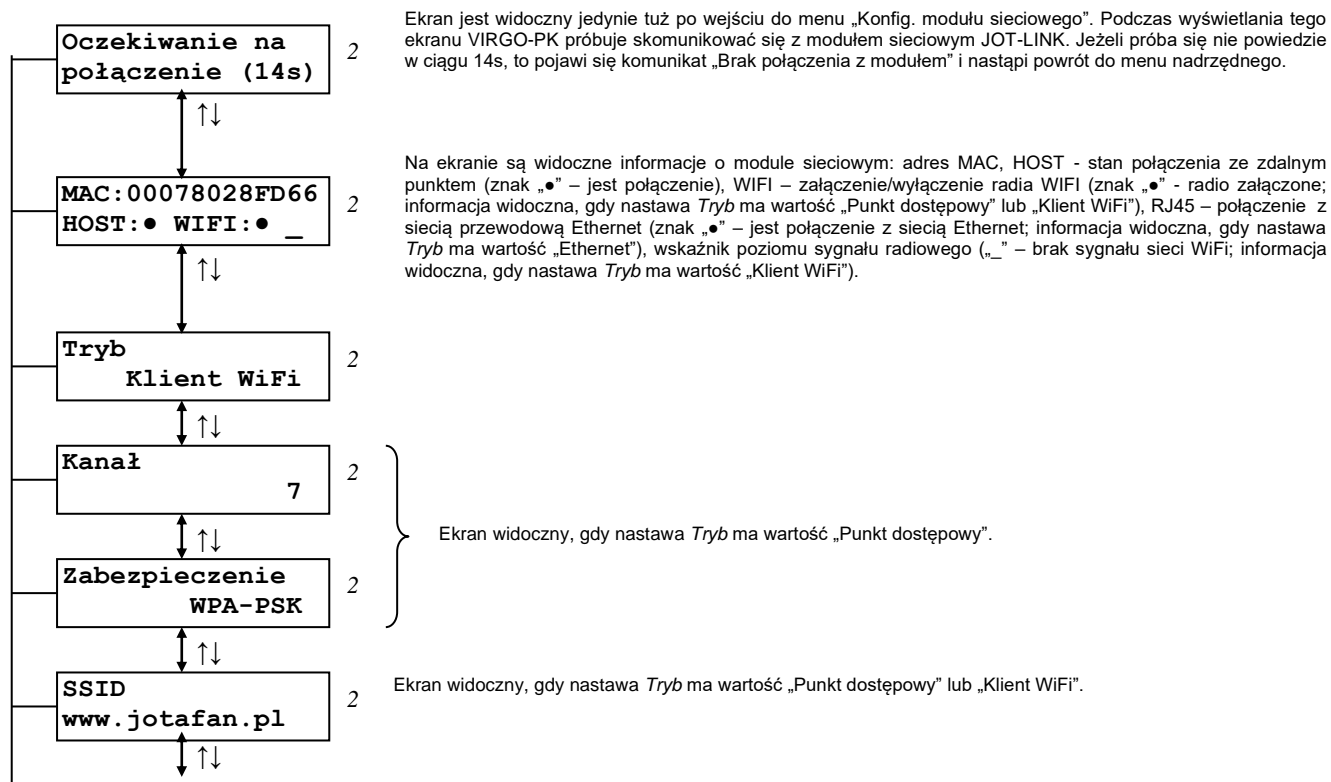 Oczekiwanie na
połączenie (14s)
2
Ekran jest widoczny jedynie tuż po wejściu do menu „Konfig. modułu sieciowego”. Podczas wyświetlania tego
ekranu VIRGO-PK próbuje skomunikować się z modułem sieciowym JOT-LINK. Jeżeli próba się nie powiedzie
w ciągu 14s, to pojawi się komunikat „Brak połączenia z modułem” i nastąpi powrót do menu nadrzędnego.
↑↓
MAC:00078028FD66
HOST:● WIFI:● _
2
Na ekranie są widoczne informacje o module sieciowym: adres MAC, HOST - stan połączenia ze zdalnym
punktem (znak „●” – jest połączenie), WIFI – załączenie/wyłączenie radia WIFI (znak „●” - radio załączone;
informacja widoczna, gdy nastawa Tryb ma wartość „Punkt dostępowy” lub „Klient WiFi”), RJ45 – połączenie z
siecią przewodową Ethernet (znak „●” – jest połączenie z siecią Ethernet; informacja widoczna, gdy nastawa
Tryb ma wartość „Ethernet”), wskaźnik poziomu sygnału radiowego („_” – brak sygnału sieci WiFi; informacja
widoczna, gdy nastawa Tryb ma wartość „Klient WiFi”).
↑↓
Tryb
Klient WiFi
2
↑↓
Kanał
7
2
↑↓
Ekran widoczny, gdy nastawa Tryb ma wartość „Punkt dostępowy”.
Zabezpieczenie
WPA-PSK
2
↑↓
SSID
www.jotafan.pl
2
Ekran widoczny, gdy nastawa Tryb ma wartość „Punkt dostępowy” lub „Klient WiFi”.
↑↓